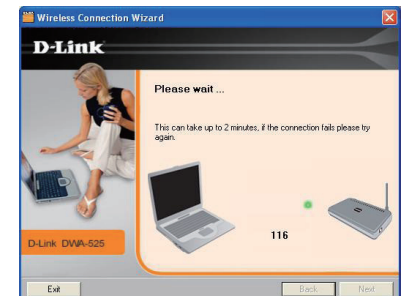 Wireless Connection Wizard
D-Link
Please wait ...
This can take up to 2 minutes, if the connection fails please try
again.
116
D-Link DWA-525
Exit
Back
Next